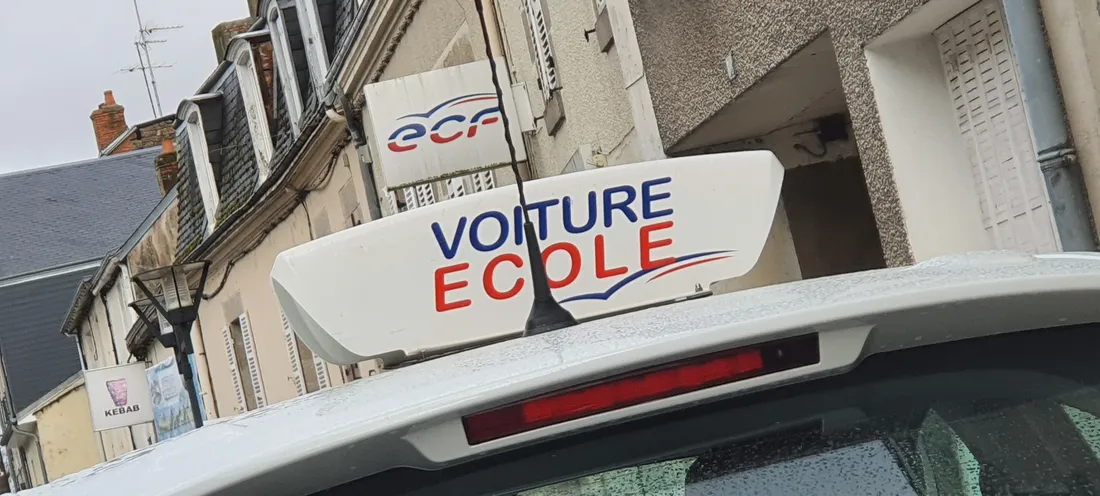 ecf
VOITURE
ECOLE
KEBAB